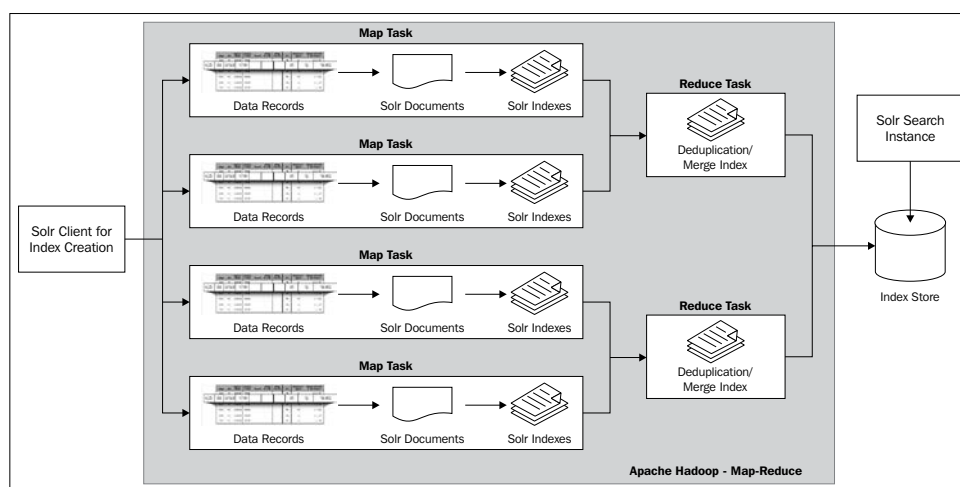 Map Task
Data Records
Solr Documents
Solr Indexes
Map Task
Data Records
Solr Documents
Solr Indexes
Map Task
Data Records
Solr Documents
Solr Indexes
Map Task
Data Records
Solr Documents
Solr Indexes
Solr Client for
Index Creation
Reduce Task
Deduplication/
Merge Index
Reduce Task
Deduplication/
Merge Index
Solr Search
Instance
Index Store
Apache Hadoop - Map-Reduce